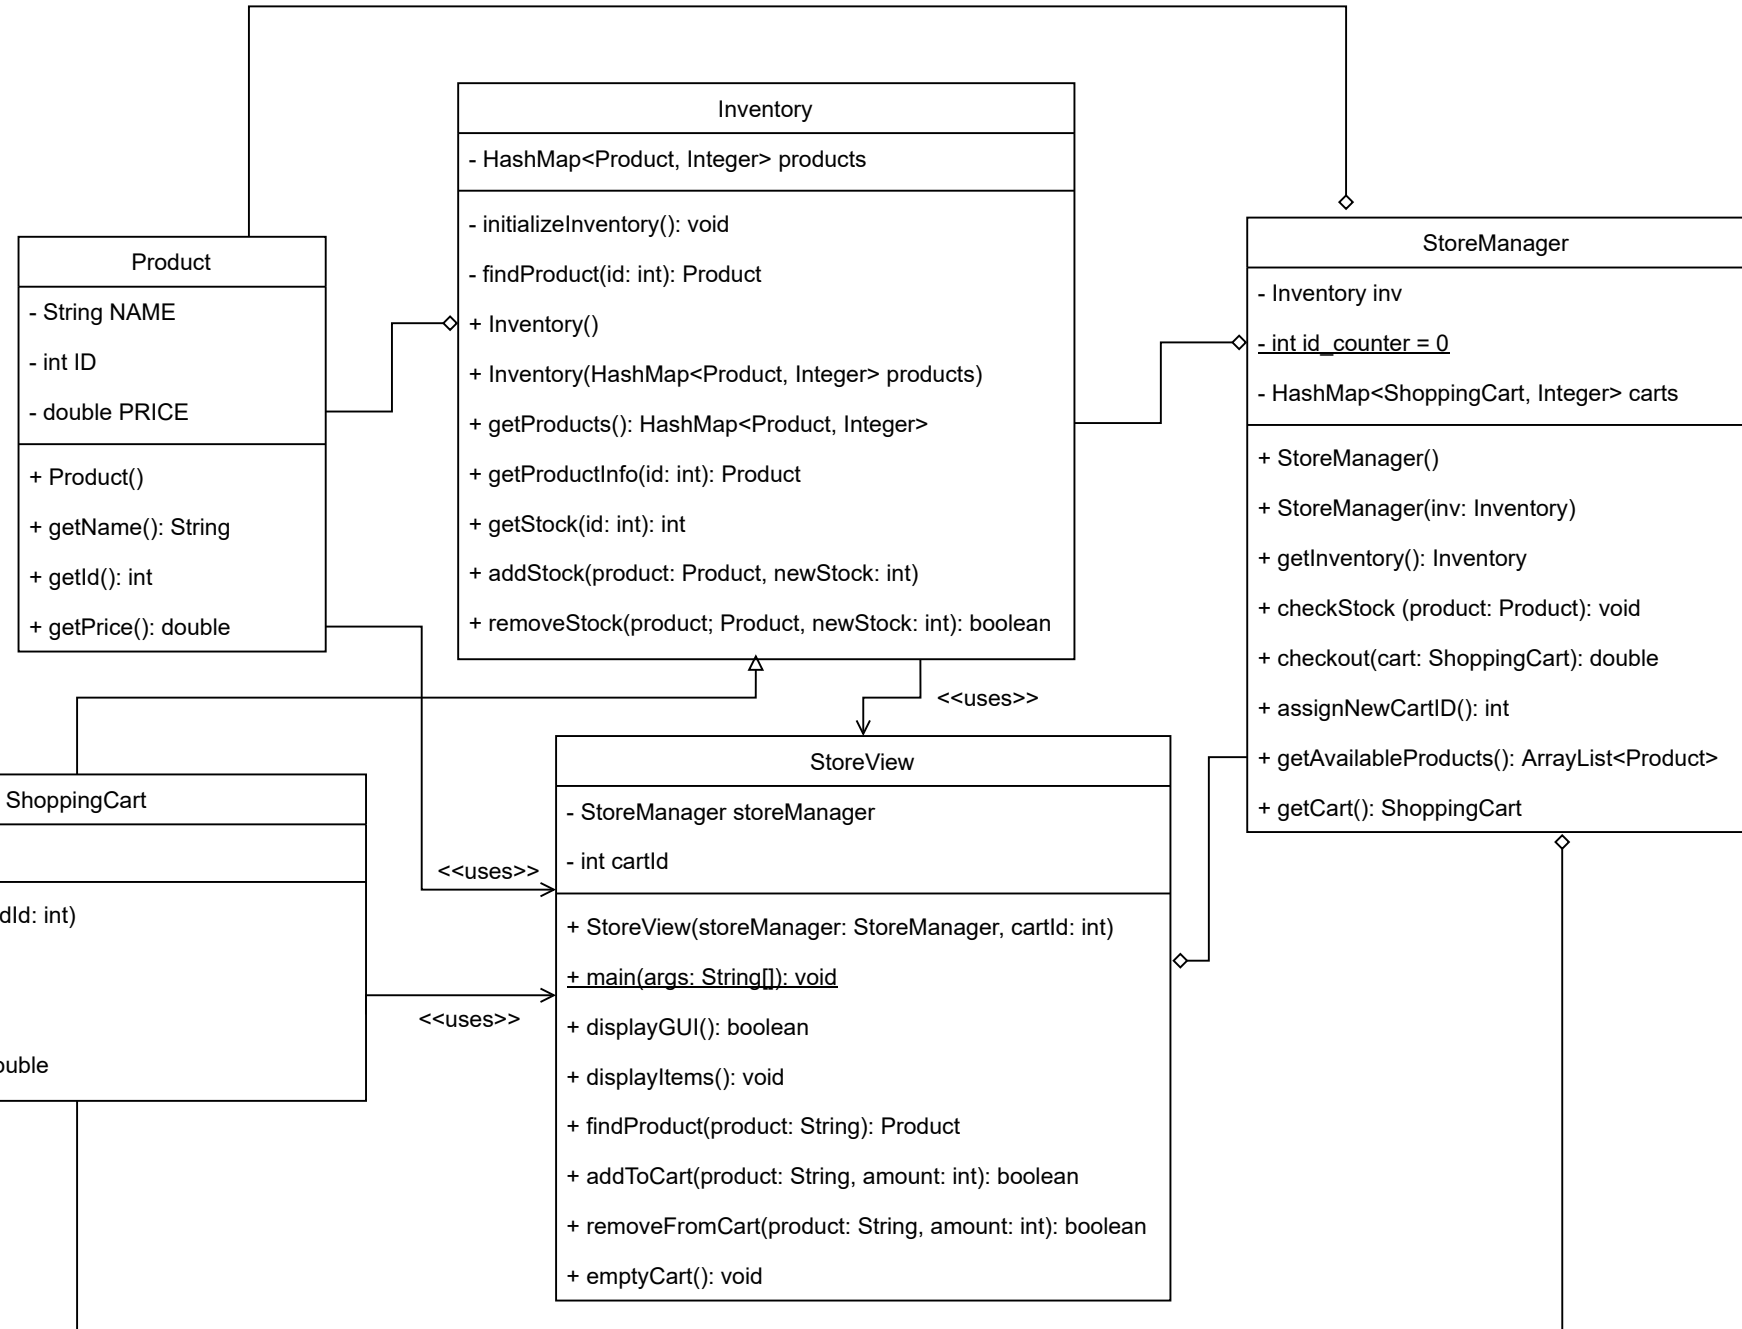 Inventory
- HashMap<Product, Integer> products
- initializeInventory(): void
- findProduct(id: int): Product
+ Inventory()
+ Inventory(HashMap<Product, Integer> products)
+ getProducts(): HashMap<Product, Integer>
+ getProductInfo(id: int): Product
+ getStock(id: int): int
+ addStock(product: Product, newStock: int)
+ removeStock(product; Product, newStock: int): boolean
Product
- String NAME
- int ID
- double PRICE
+ Product()
+ getName(): String
+ getId(): int
+ getPrice(): double
StoreManager
- Inventory inv
- int id_counter = 0
- HashMap<ShoppingCart, Integer> carts
+ StoreManager()
+ StoreManager(inv: Inventory)
+ getInventory(): Inventory
+ checkStock (product: Product): void
+ checkout(cart: ShoppingCart): double
+ assignNewCartID(): int
+ getAvailableProducts(): ArrayList<Product>
+ getCart(): ShoppingCart
<<uses>>
ShoppingCart
dId: int)
ouble
<<uses>>
<<uses>>
StoreView
- StoreManager storeManager
- int cartId
+ StoreView(storeManager: StoreManager, cartId: int)
+ main(args: String[]): void
+ displayGUI(): boolean
+ displayItems(): void
+ findProduct(product: String): Product
+ addToCart(product: String, amount: int): boolean
+ removeFromCart(product: String, amount: int): boolean
+ emptyCart(): void